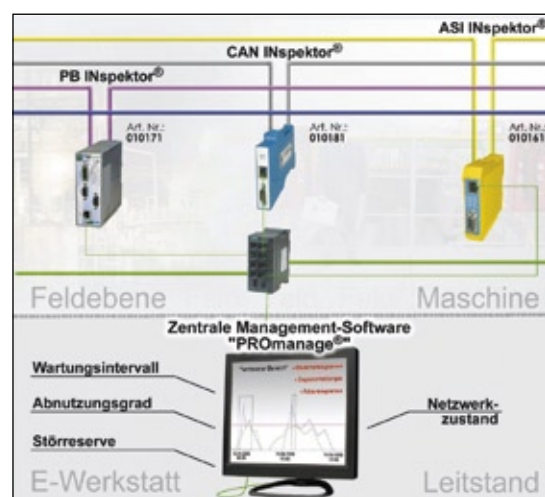 ASI INspektor®
CAN INspektor®
PB INspektor®
Art. Nr.:
010171
Art. Nr.:
010181
Art. Nr.:
010161
Feldebene
Maschine
Zentrale Management-Software
"PROmanage®"
Wartungsintervall
Abnutzungsgrad
Störreserve
Netzwerk-
zustand
E-Werkstatt
Leitstand